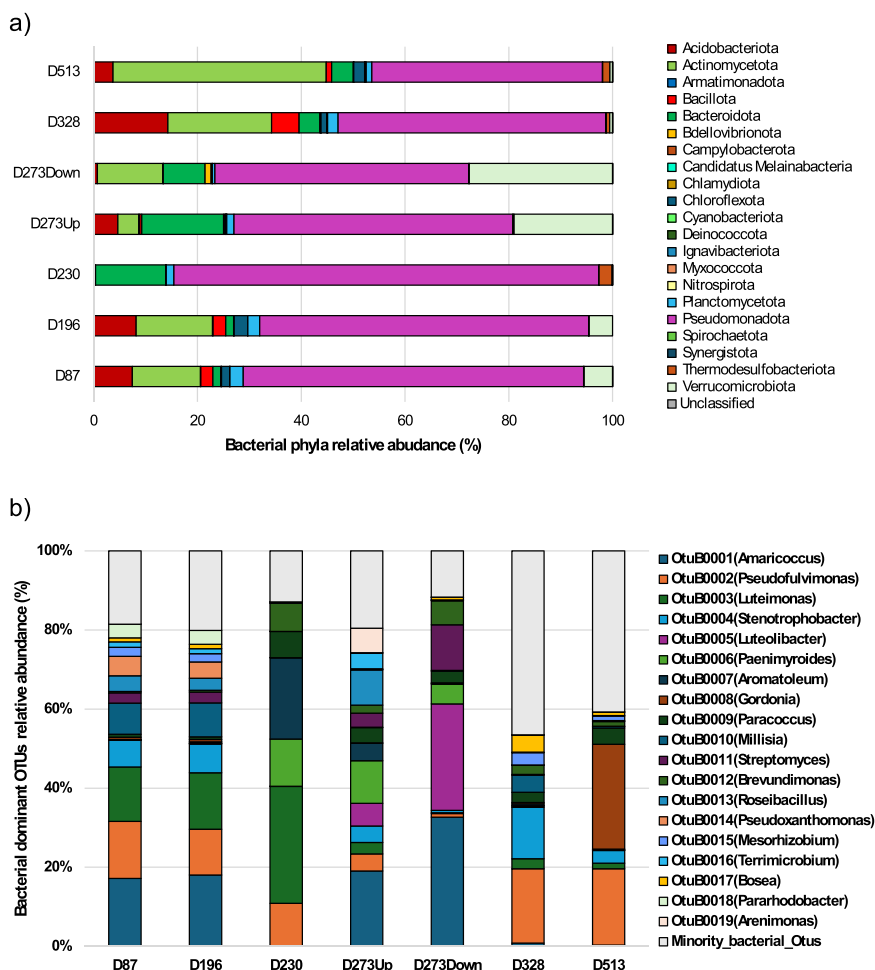 a)
D513
D328
D273Down
D273Up
D230
D196
D87
0
20
40
60
80
100
Bacterial phyla relative abudance (%)
Acidobacteriota
Actinomycetota
Armatimonadota
Bacillota
Bacteroidota
Bdellovibrionota
Campylobacterota
Candidatus Melainabacteria
Chlamydiota
Chloroflexota
Cyanobacteriota
Deinococcota
Ignavibacteriota
Myxococcota
Nitrospirota
Planctomycetota
Pseudomonadota
Spirochaetota
Synergistota
Thermodesulfobacteriota
Verrucomicrobiota
Unclassified
b)
100%
80%
60%
40%
20%
0%
Bacterial dominant OTUs relative abundance (%)
D87
D196
D230
D273Up
D273Down
D328
D513
OtuB0001(Amaricoccus)
OtuB0002(Pseudofulvimonas)
OtuB0003(Luteimonas)
OtuB0004(Stenotrophobacter)
OtuB0005(Luteolibacter)
OtuB0006(Paenimyroides)
OtuB0007(Aromatoleum)
OtuB0008(Gordonia)
OtuB0009(Paracoccus)
OtuB0010(Millisia)
OtuB0011(Streptomyces)
OtuB0012(Brevundimonas)
OtuB0013(Roseibacillus)
OtuB0014(Pseudoxanthomonas)
OtuB0015(Mesorhizobium)
OtuB0016(Terrimicrobium)
OtuB0017(Bosea)
OtuB0018(Pararhodobacter)
OtuB0019(Arenimonas)
Minority_bacterial_Otus